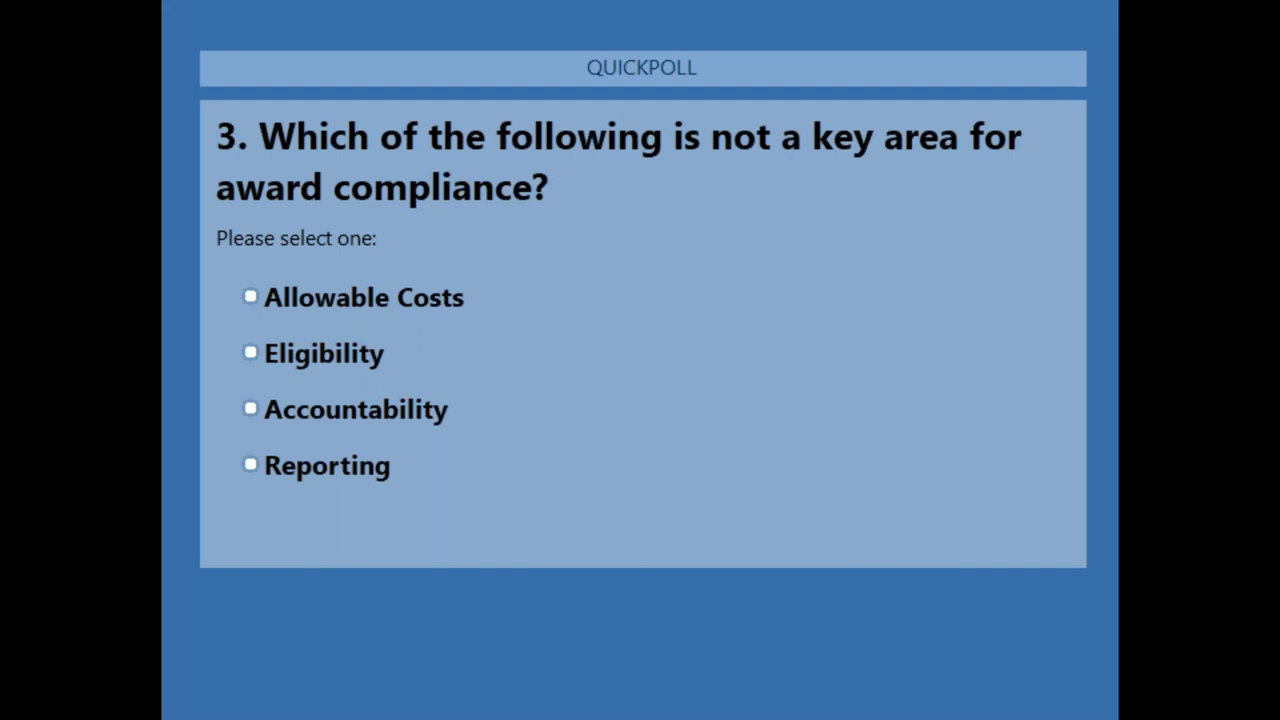 QUICKPOLL
3. Which of the following is not a key area for
award compliance?
Please select one:
Allowable Costs
Eligibility
Accountability
Reporting